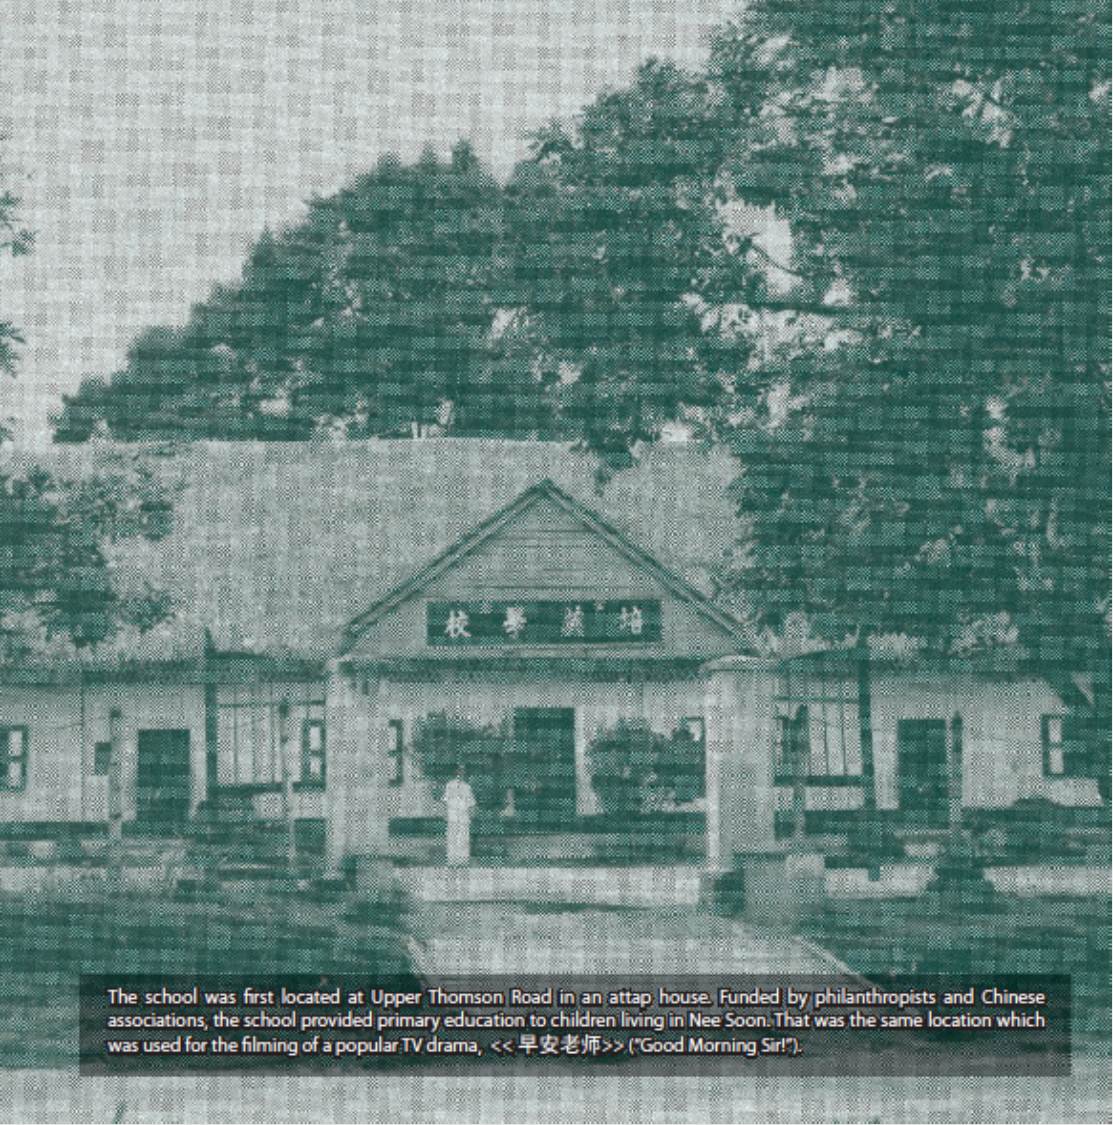 培學校
The school was first located at Upper Thomson Road in an attap house. Funded by philanthropists and Chinese
associations, the school provided primary education to children living in Nee Soon. That was the same location which
was used for the filming of a popular TV drama, << 早安老师>> ("Good Morning Sir!").